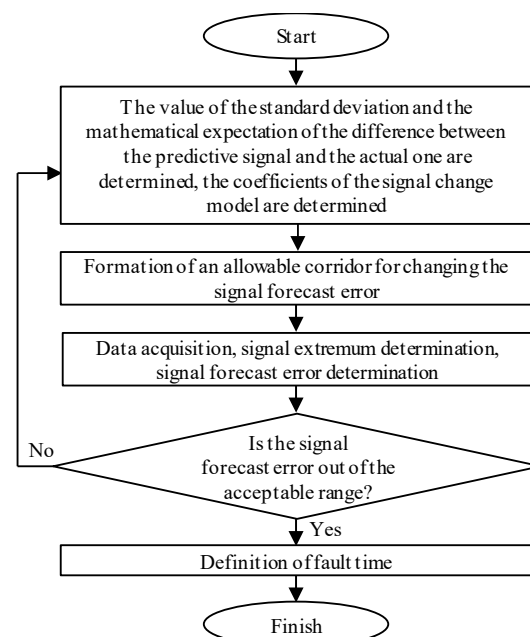 Start
The value of the standard deviation and the
mathematical expectation of the difference between
the predictive signal and the actual one are
determined, the coefficients of the signal change
model are determined
Formation of an allowable corridor for changing the
signal forecast error
Data acquisition, signal extremum determination,
signal forecast error determination
No
Is the signal
forecast error out of the
acceptable range?
Yes
Definition of fault time
Finish